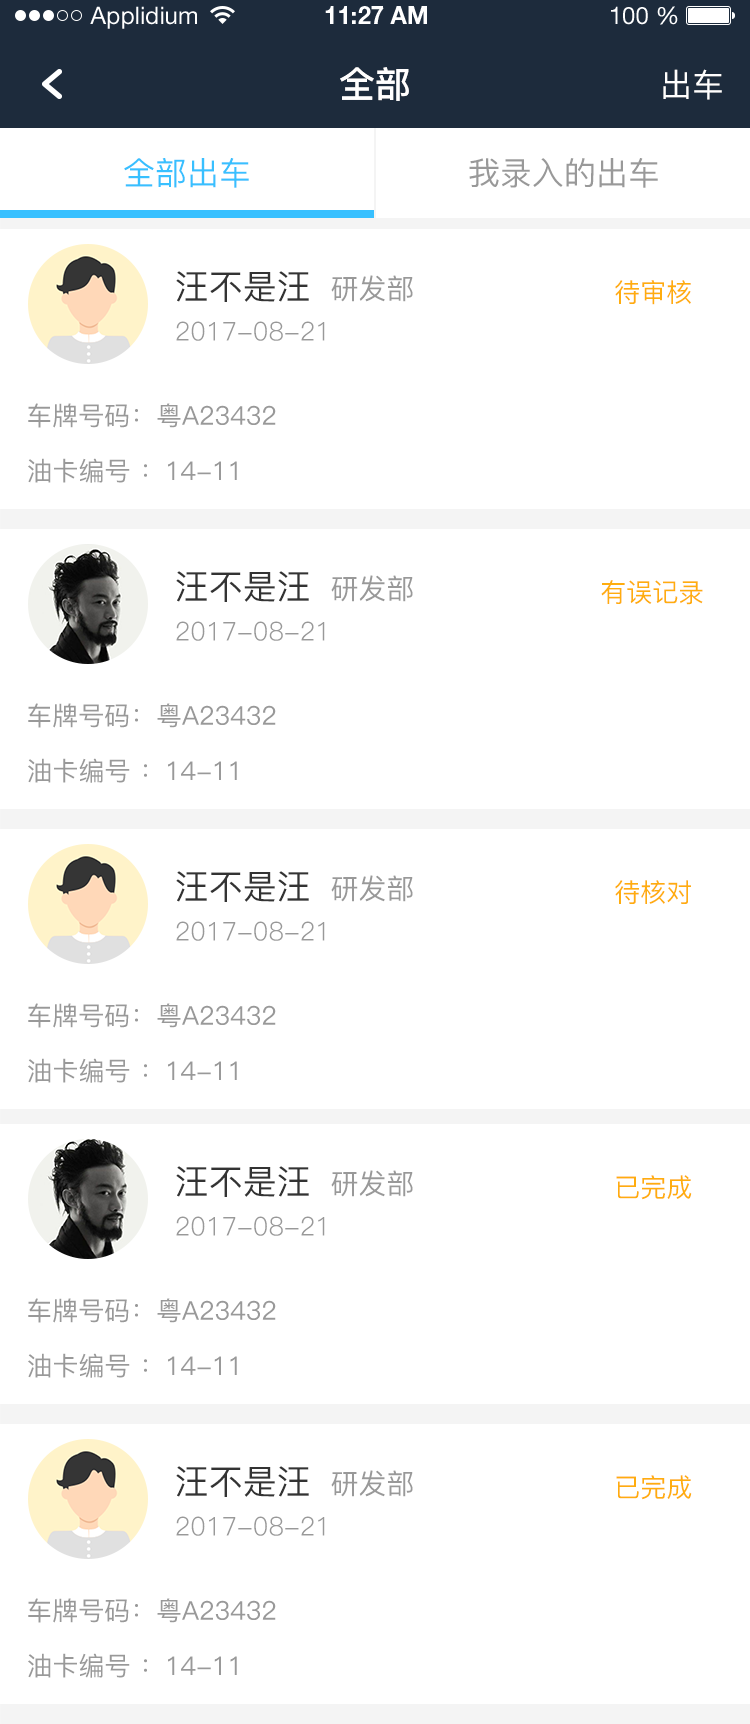 Applidium 11:27 AM 100 %
全部 出车
全部出车 我录入的出车
汪不是汪 研发部 待审核
2017-08-21
车牌号码：粤A23432
油卡编号 ：14-11
汪不是汪 研发部 有误记录
2017-08-21
车牌号码：粤A23432
油卡编号 ：14-11
汪不是汪 研发部 待核对
2017-08-21
车牌号码：粤A23432
油卡编号 ：14-11
汪不是汪 研发部 已完成
2017-08-21
车牌号码：粤A23432
油卡编号 ：14-11
汪不是汪 研发部 已完成
2017-08-21
车牌号码：粤A23432
油卡编号 ：14-11